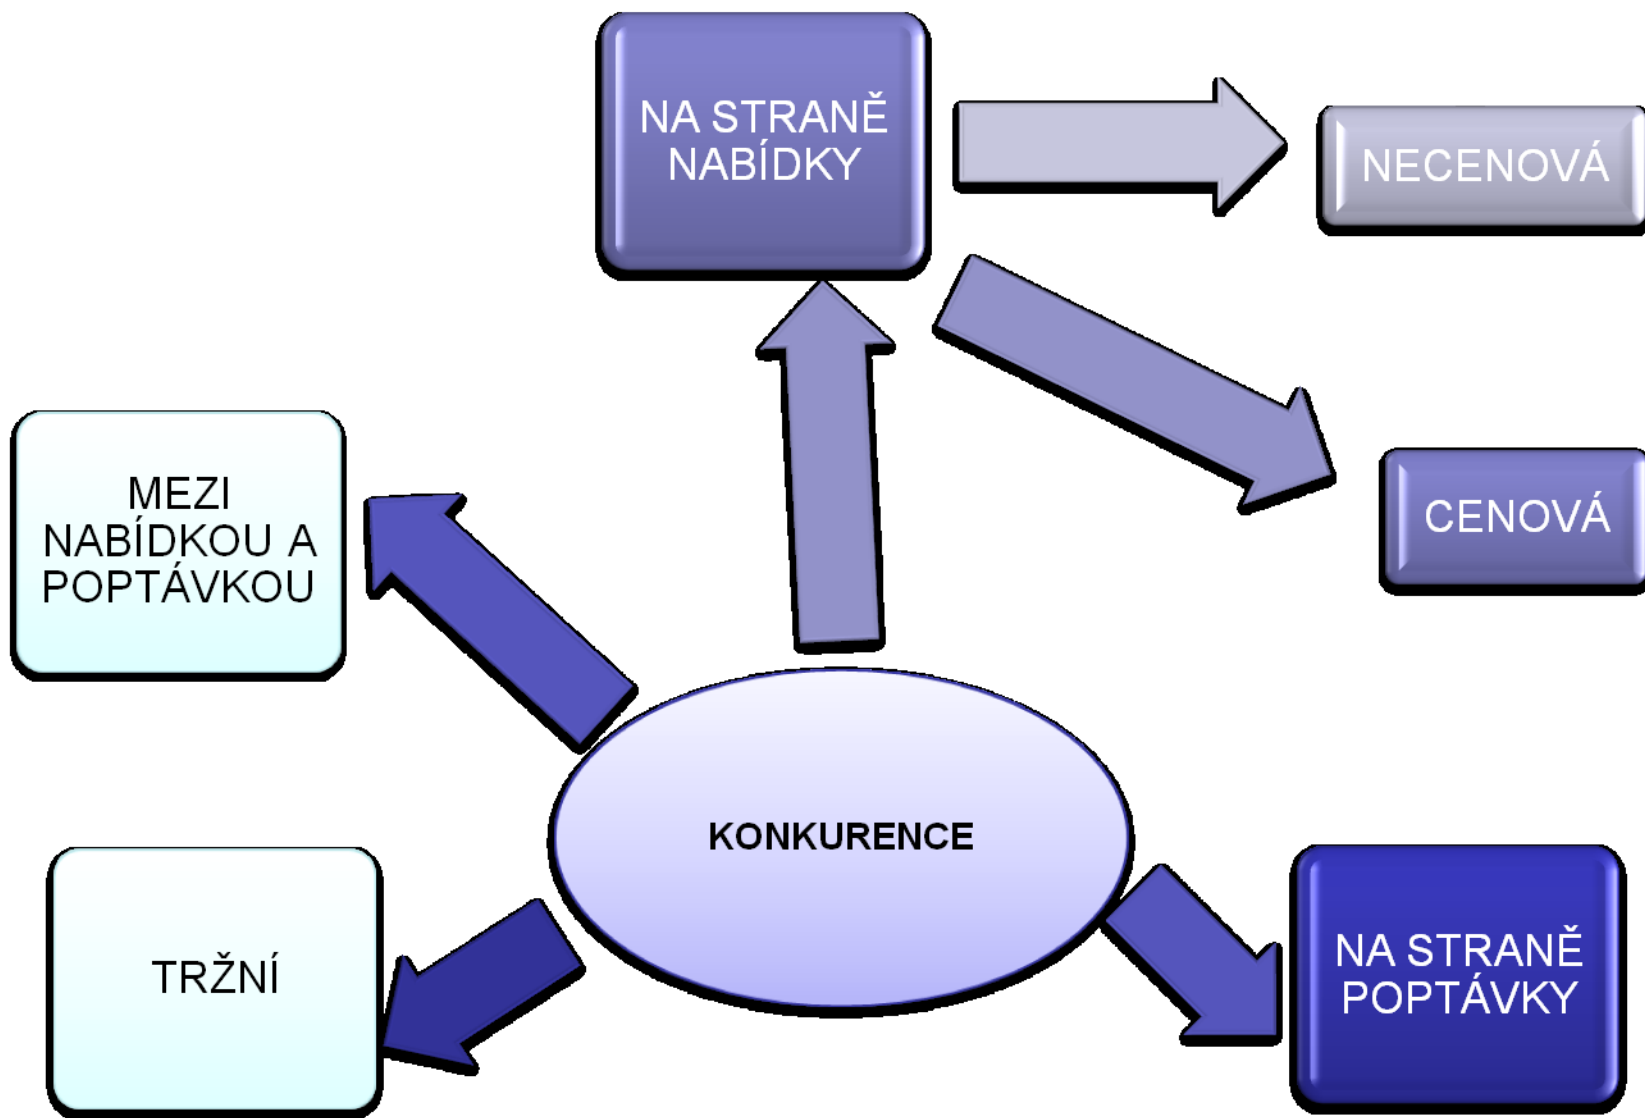 NA STRANĚ
NABÍDKY
NECENOVÁ
CENOVÁ
MEZI
NABÍDKOU A
POPTÁVKOU
KONKURENCE
TRŽNÍ
NA STRANĚ
POPTÁVKY